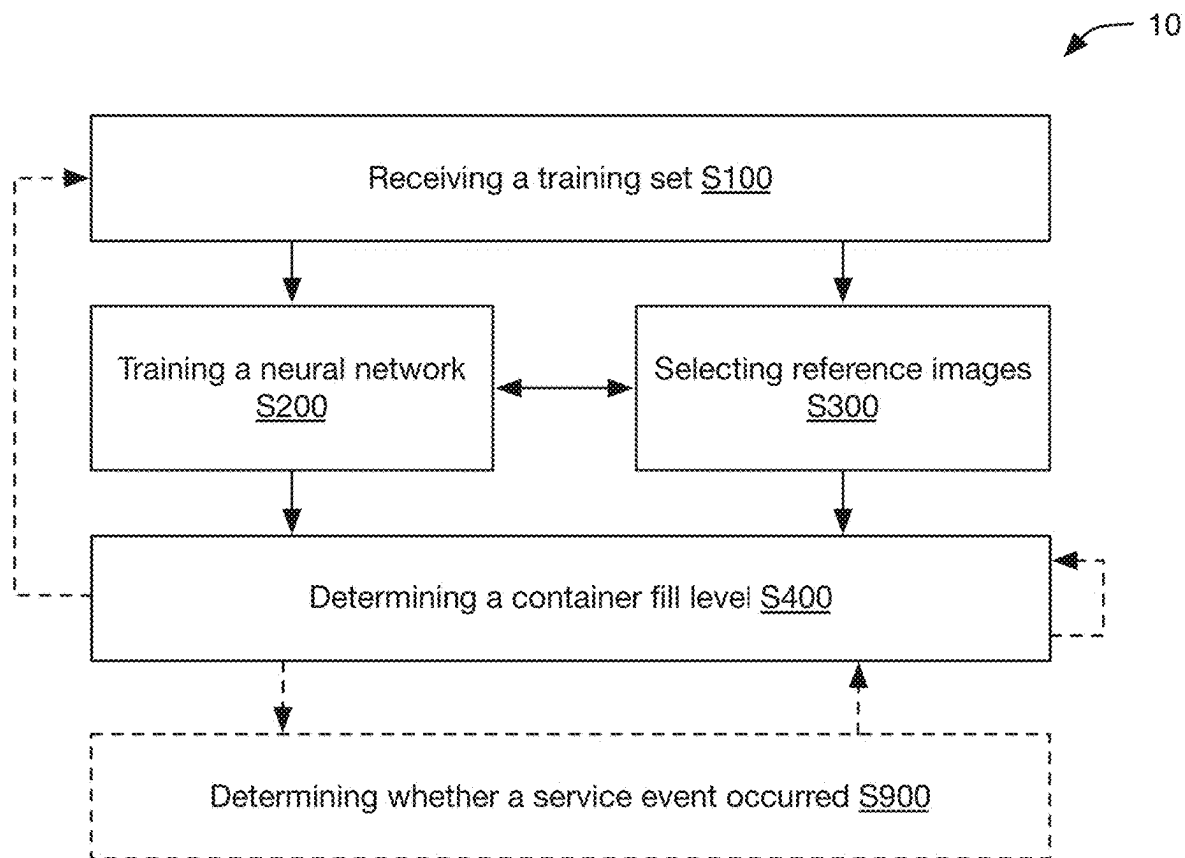 10
Receiving a training set S100
Training a neural network
S200
Selecting reference images
S300
Determining a container fill level S400
Determining whether a service event occurred S900